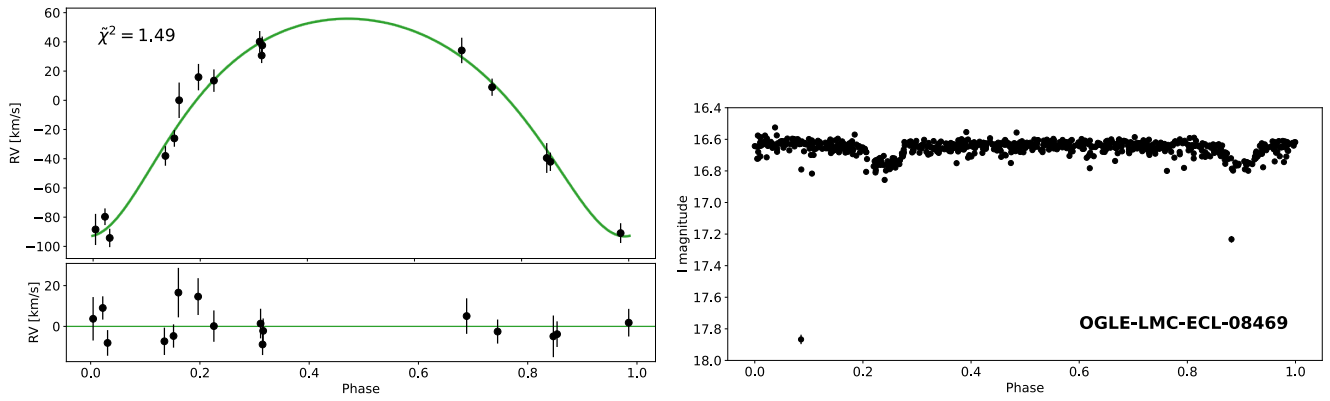 χ̃² = 1.49
RV [km/s]
60
40
20
0
−20
−40
−60
−80
−100
RV [km/s]
20
0
0.0 0.2 0.4 0.6 0.8 1.0
Phase
I magnitude
16.4
16.6
16.8
17.0
17.2
17.4
17.6
17.8
18.0
OGLE-LMC-ECL-08469
0.0 0.2 0.4 0.6 0.8 1.0
Phase